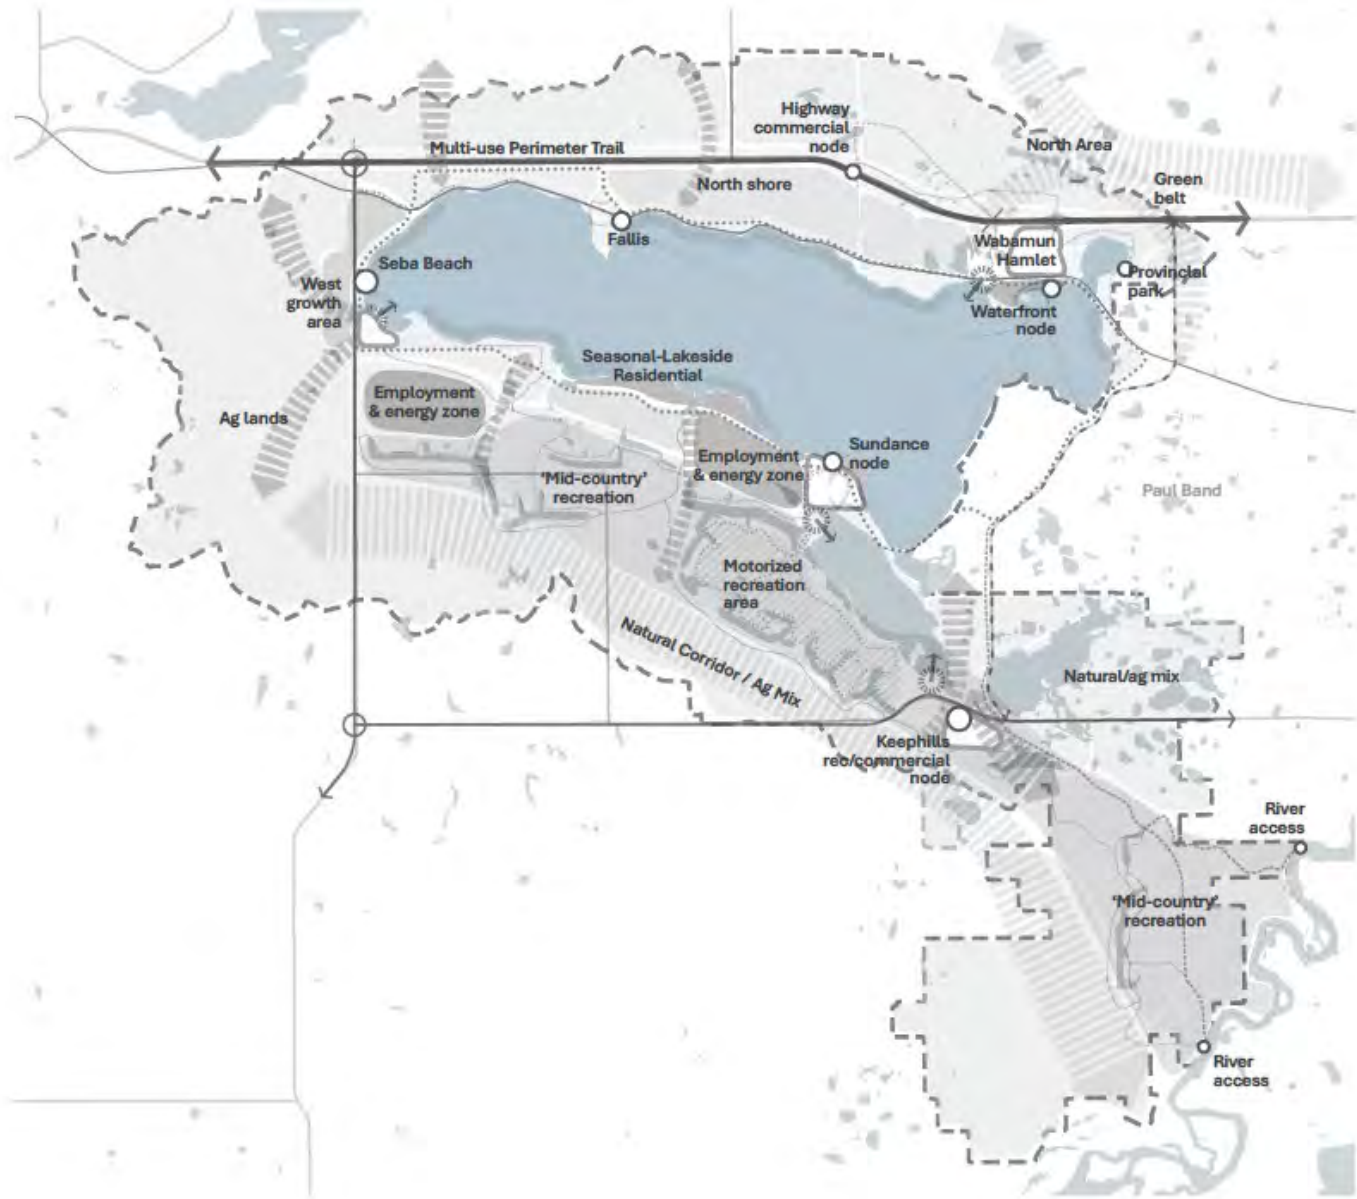 Highway
commercial
node
Multi-use Perimeter Trail
North Area
North shore
Green
belt
Fallis
Wabamun
Hamlet
Seba Beach
Provincial
park
West
growth
area
Waterfront
node
Seasonal-Lakeside
Residential
Employment
& energy zone
Ag lands
Sundance
node
Employment
& energy zone
'Mid-country'
recreation
Paul Band
Motorized
recreation
area
Natural Corridor / Ag Mix
Natural/ag mix
Keephills
rec/commercial
node
River
access
'Mid-country'
recreation
River
access